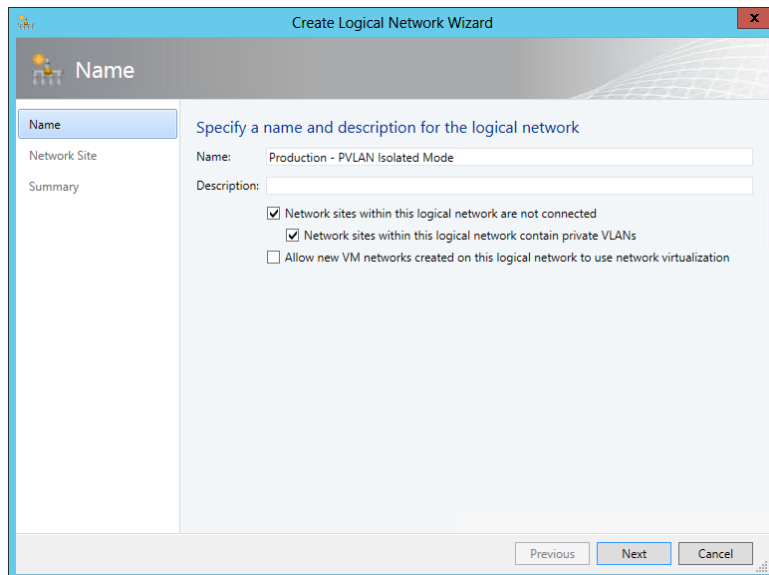 Create Logical Network Wizard
x
Name
Name
Network Site
Summary
Specify a name and description for the logical network
Name: Production - PVLAN Isolated Mode
Description:
Network sites within this logical network are not connected
Network sites within this logical network contain private VLANs
Allow new VM networks created on this logical network to use network virtualization
Previous Next Cancel